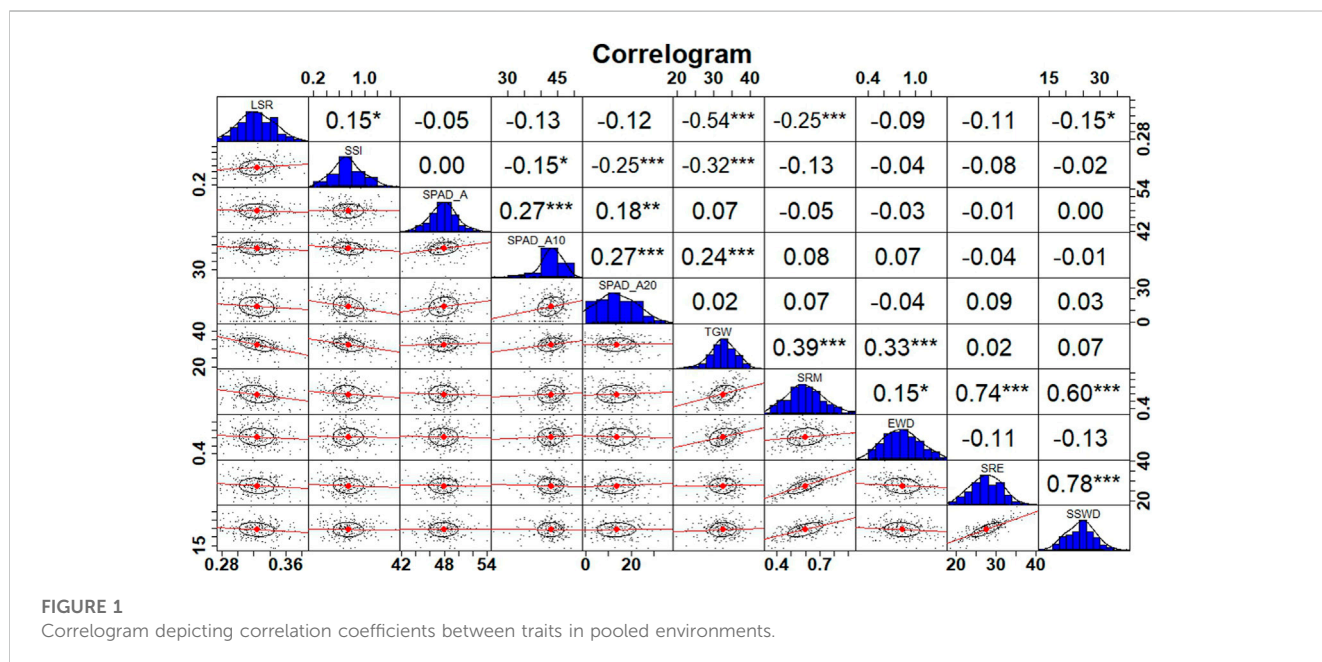 Correlogram
0.2 1.0 30 45 20 30 40 0.4 1.0 15 30
LSR 0.15* -0.05 -0.13 -0.12 -0.54*** -0.25*** -0.09 -0.11 -0.15* 0.28
0.2 SSI 0.00 -0.15* -0.25*** -0.32*** -0.13 -0.04 -0.08 -0.02
SPAD_A 0.27*** 0.18** 0.07 -0.05 -0.03 -0.01 0.00 42 54
30 SPAD_A10 0.27*** 0.24*** 0.08 0.07 -0.04 -0.01
SPAD_A20 0.02 0.07 -0.04 0.09 0.03 0 30
20 40 TGW 0.39*** 0.33*** 0.02 0.07
SRM 0.15* 0.74*** 0.60*** 0.4
0.4 EWD -0.11 -0.13
SRE 0.78*** 20 40
15 SSWD
0.28 0.36 42 48 54 0 20 0.4 0.7 20 30 40
FIGURE 1
Correlogram depicting correlation coefficients between traits in pooled environments.